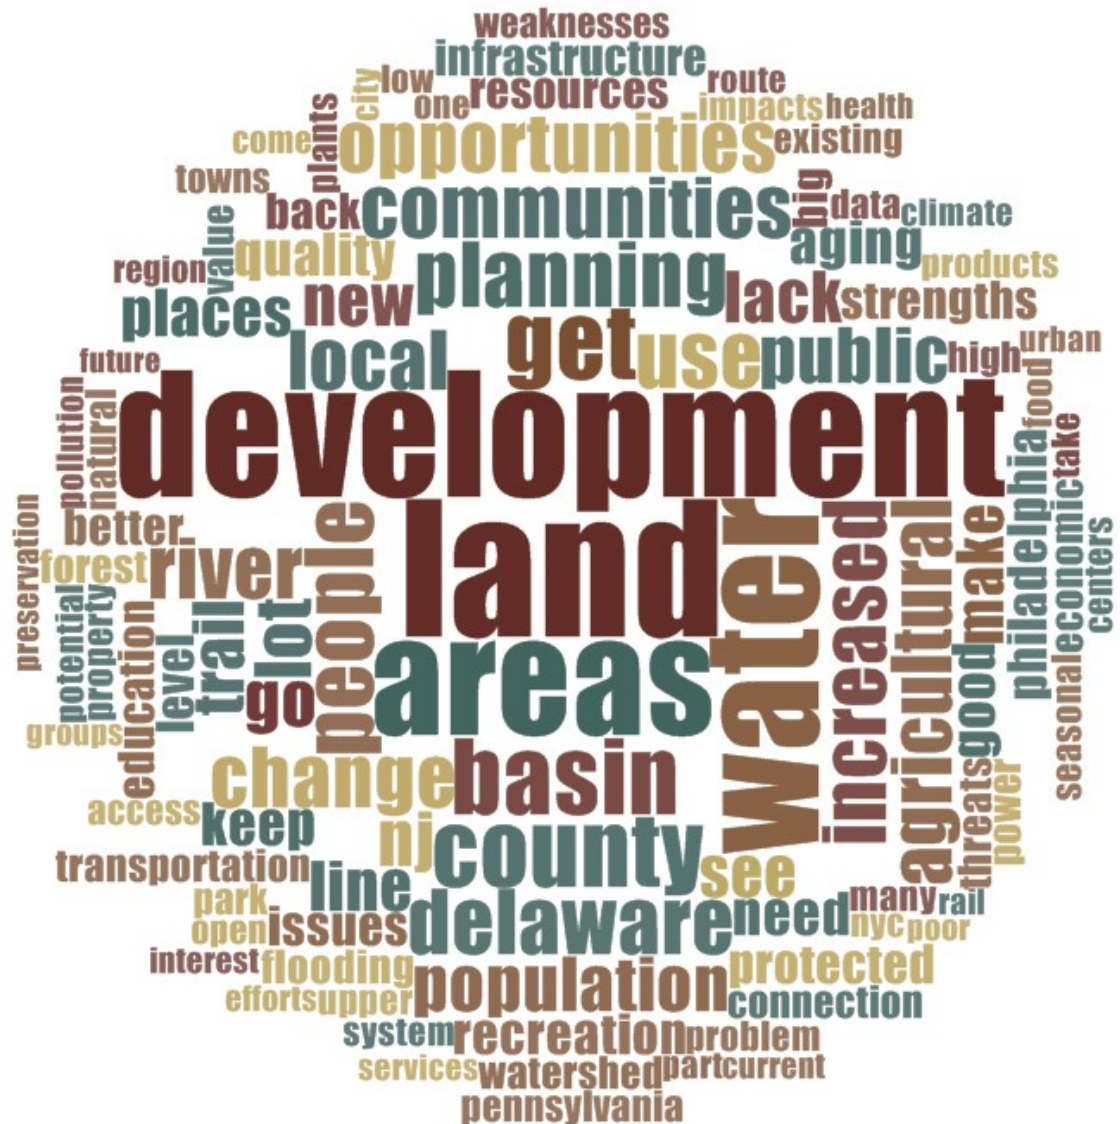 weaknesses
infrastructure
city low one resources route
impacts health
come plants opportunities existing
towns
back communities big data climate
value quality planning aging products
region
places new lack strengths
local get use public high urban
future
development
pollution natural food
philadelphia economic take
preservation better land water increased agricultural make centers
forest river people
potential property education level trail lot areas good seasonal
go
groups
change basin threats power
access keep nj county see
transportation line many rail
park delaware need nyc poor
open issues
interest flooding population protected
efforts upper connection
system recreation problem
services watershed part current
pennsylvania